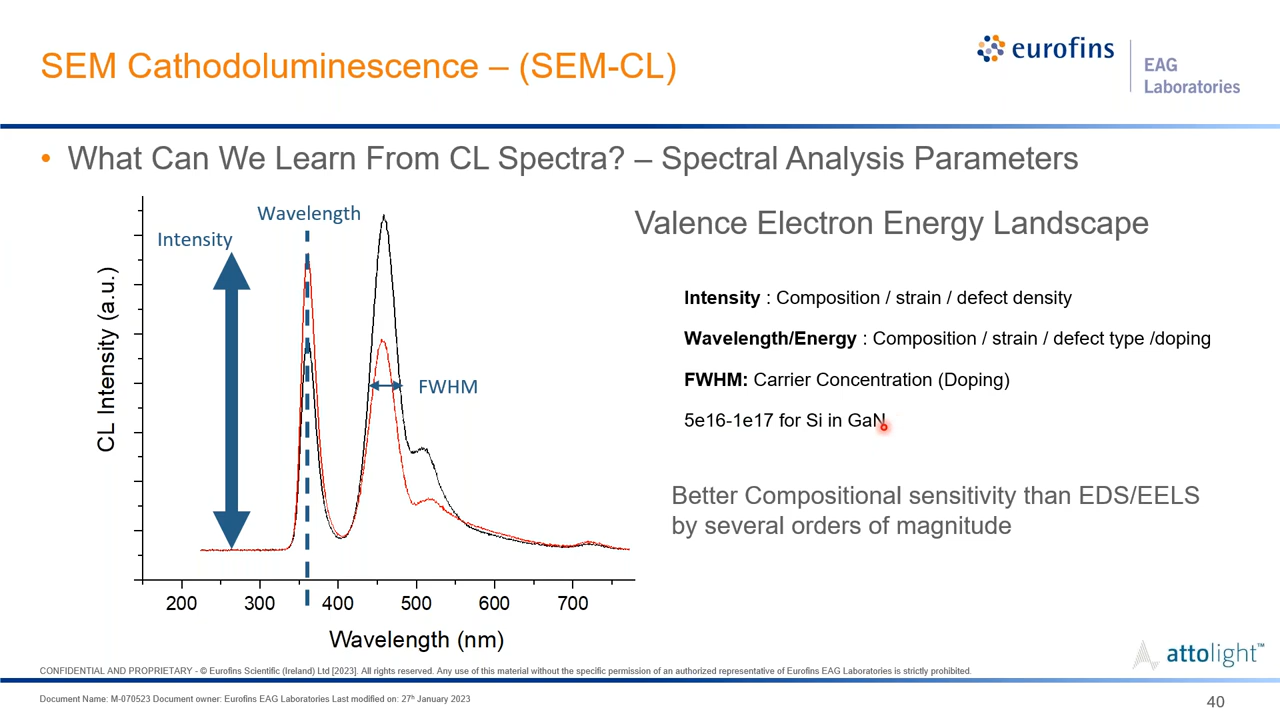 SEM Cathodoluminescence – (SEM-CL)
eurofins
EAG
Laboratories
• What Can We Learn From CL Spectra? – Spectral Analysis Parameters
Wavelength
Intensity
FWHM
CL Intensity (a.u.)
200 300 400 500 600 700
Wavelength (nm)
Valence Electron Energy Landscape
Intensity : Composition / strain / defect density
Wavelength/Energy : Composition / strain / defect type /doping
FWHM: Carrier Concentration (Doping)
5e16-1e17 for Si in GaN
Better Compositional sensitivity than EDS/EELS
by several orders of magnitude
attolight™
CONFIDENTIAL AND PROPRIETARY - © Eurofins Scientific (Ireland) Ltd [2023]. All rights reserved. Any use of this material without the specific permission of an authorized representative of Eurofins EAG Laboratories is strictly prohibited.
Document Name: M-070523 Document owner: Eurofins EAG Laboratories Last modified on: 27th January 2023
40